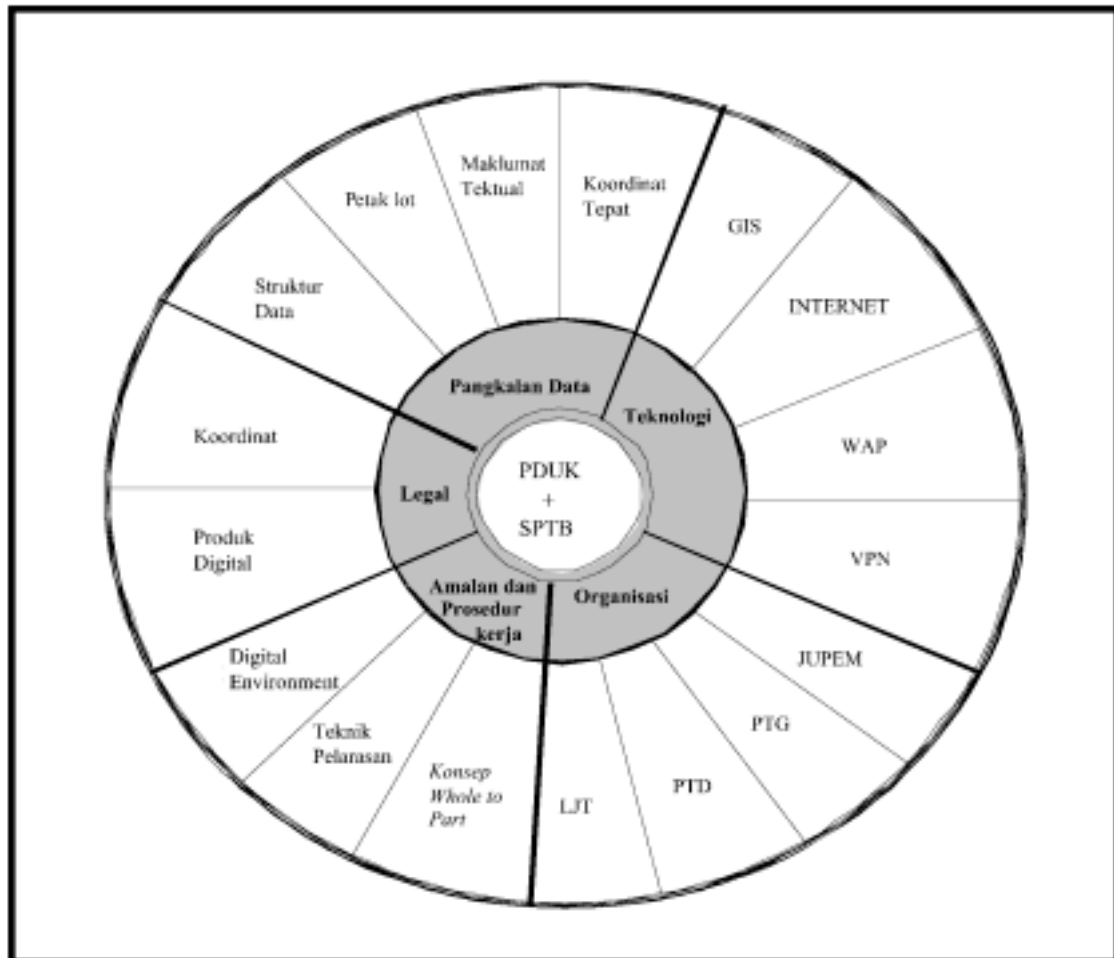 Maklumat
Tektual
Koordinat
Tepat
Petak lot
GIS
Struktur
Data
INTERNET
Pangkalan Data
Teknologi
Koordinat
WAP
PDUK
+
SPTB
Legal
Produk
Digital
VPN
Amalan dan
Prosedur
kerja
Organisasi
Digital
Environment
JUPEM
Teknik
Pelarasan
PTG
Konsep
Whole to
Part
LJT
PTD